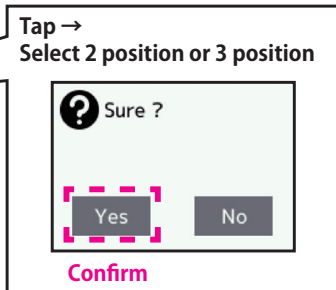 Tap →
Select 2 position or 3 position
? Sure ?
Yes No
Confirm